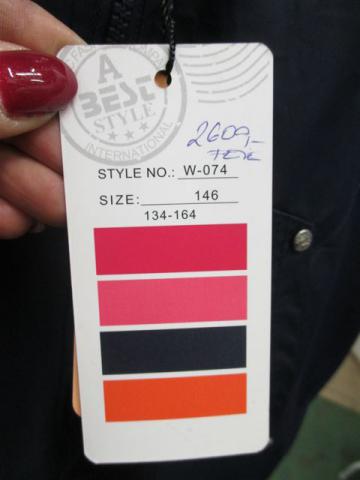 A
BEST
STYLE
INTERNATIONAL
2609,-
STYLE NO.: W-074
SIZE: 146
134-164